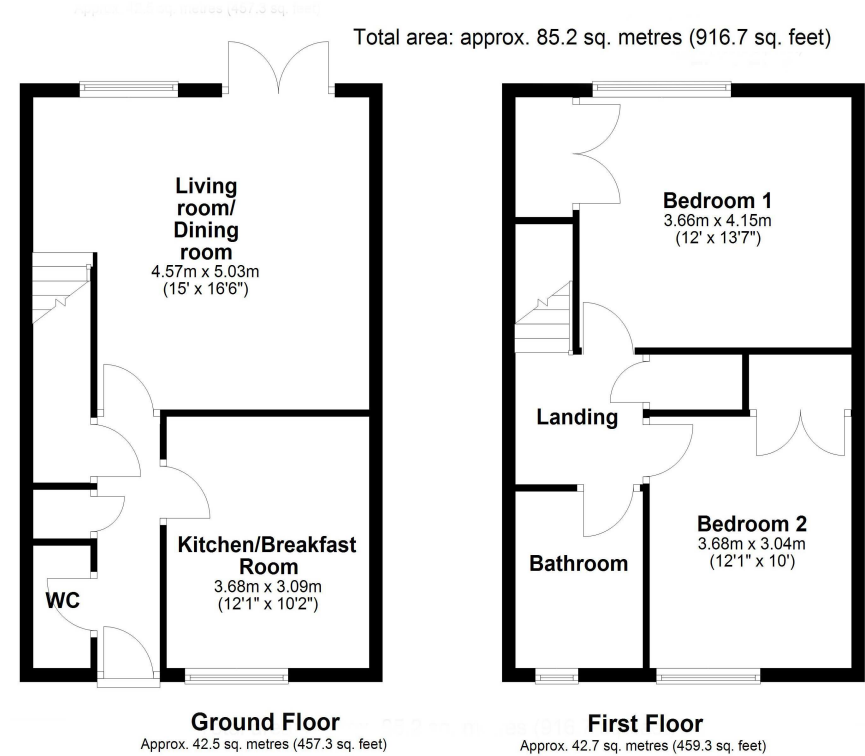 Total area: approx. 85.2 sq. metres (916.7 sq. feet)
Living
room/
Dining
room
4.57m x 5.03m
(15' x 16'6")
Kitchen/Breakfast
Room
3.68m x 3.09m
(12'1" x 10'2")
WC
Ground Floor
Approx. 42.5 sq. metres (457.3 sq. feet)
Bedroom 1
3.66m x 4.15m
(12' x 13'7")
Landing
Bedroom 2
3.68m x 3.04m
(12'1" x 10')
Bathroom
First Floor
Approx. 42.7 sq. metres (459.3 sq. feet)